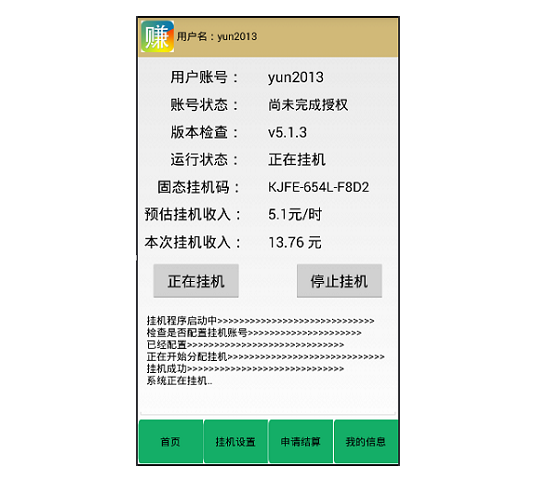 赚 用户名：yun2013
用户账号： yun2013
账号状态： 尚未完成授权
版本检查： v5.1.3
运行状态： 正在挂机
固态挂机码： KJFE-654L-F8D2
预估挂机收入： 5.1元/时
本次挂机收入： 13.76 元
正在挂机 停止挂机
挂机程序启动中>>>>>>>>>>>>>>>>>>>>>>>>>>>>>
检查是否配置挂机账号>>>>>>>>>>>>>>>>>>>>>
已经配置>>>>>>>>>>>>>>>>>>>>>>>>>>>>>
正在开始分配挂机>>>>>>>>>>>>>>>>>>>>>>>>>>>>>
挂机成功>>>>>>>>>>>>>>>>>>>>>>>>>>>>>
系统正在挂机..
首页 挂机设置 申请结算 我的信息